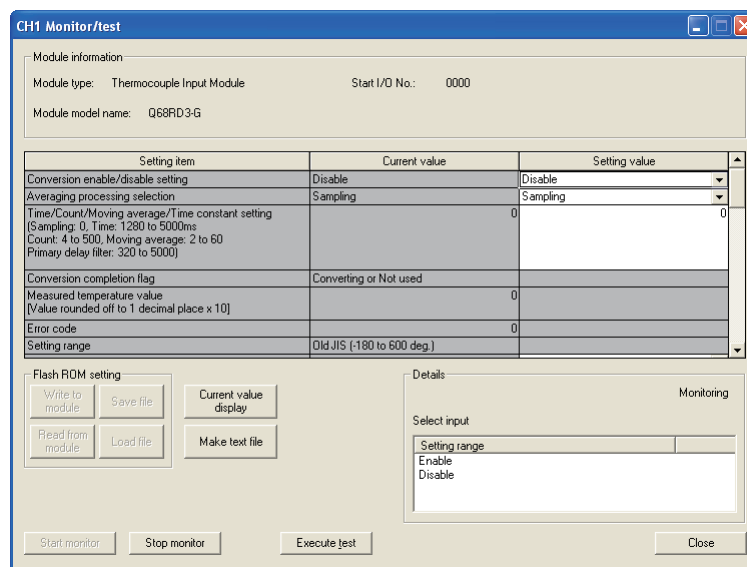 CH1 Monitor/test
Module information
Module type: Thermocouple Input Module Start I/O No.: 0000
Module model name: Q68RD3-G
Setting item Current value Setting value
Conversion enable/disable setting Disable Disable
Averaging processing selection Sampling Sampling
Time/Count/Moving average/Time constant setting 0 0
(Sampling: 0, Time: 1280 to 5000ms
Count: 4 to 500, Moving average: 2 to 60
Primary delay filter: 320 to 5000)
Conversion completion flag Converting or Not used
Measured temperature value 0
[Value rounded off to 1 decimal place x 10]
Error code 0
Setting range Old JIS (-180 to 600 deg.)
Flash ROM setting
Write to
module
Save file
Current value
display
Read from
module
Load file
Make text file
Details
Monitoring
Select input
Setting range
Enable
Disable
Start monitor Stop monitor Execute test Close